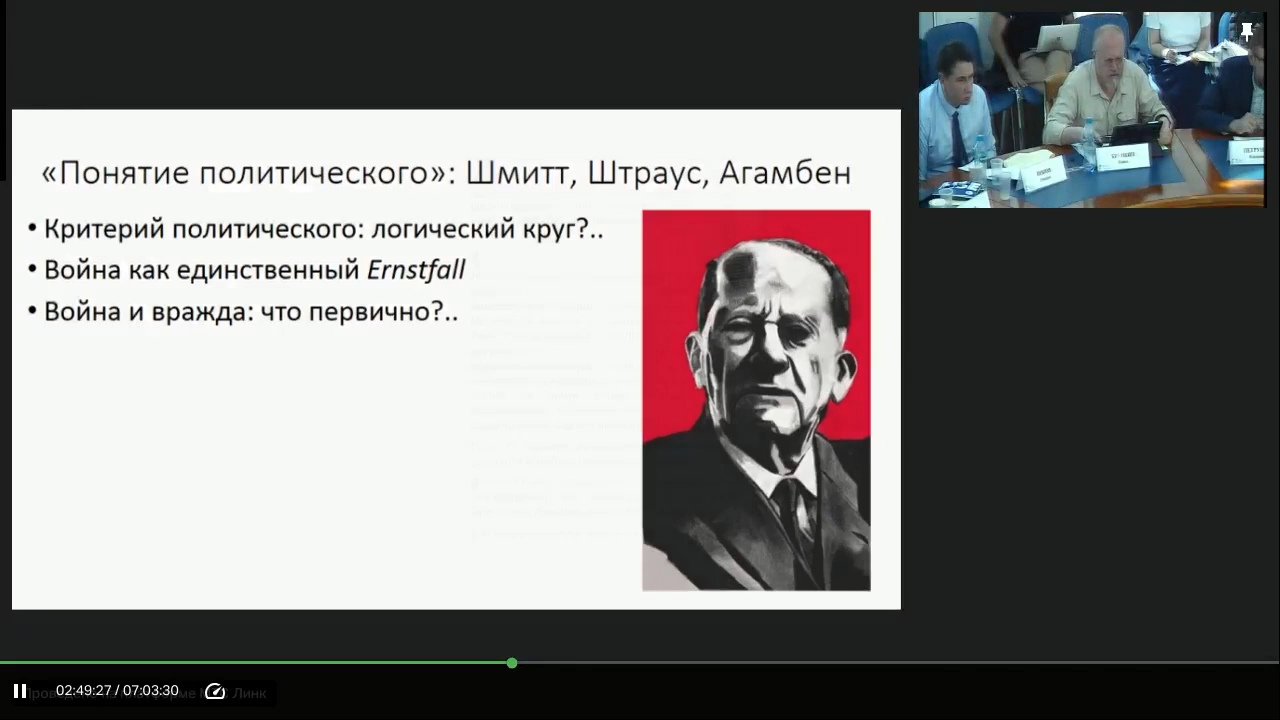 «Понятие политического»: Шмитт, Штраус, Агамбен
• Критерий политического: логический круг?..
• Война как единственный Ernstfall
• Война и вражда: что первично?..
02:49:27 / 07:03:30
Линк